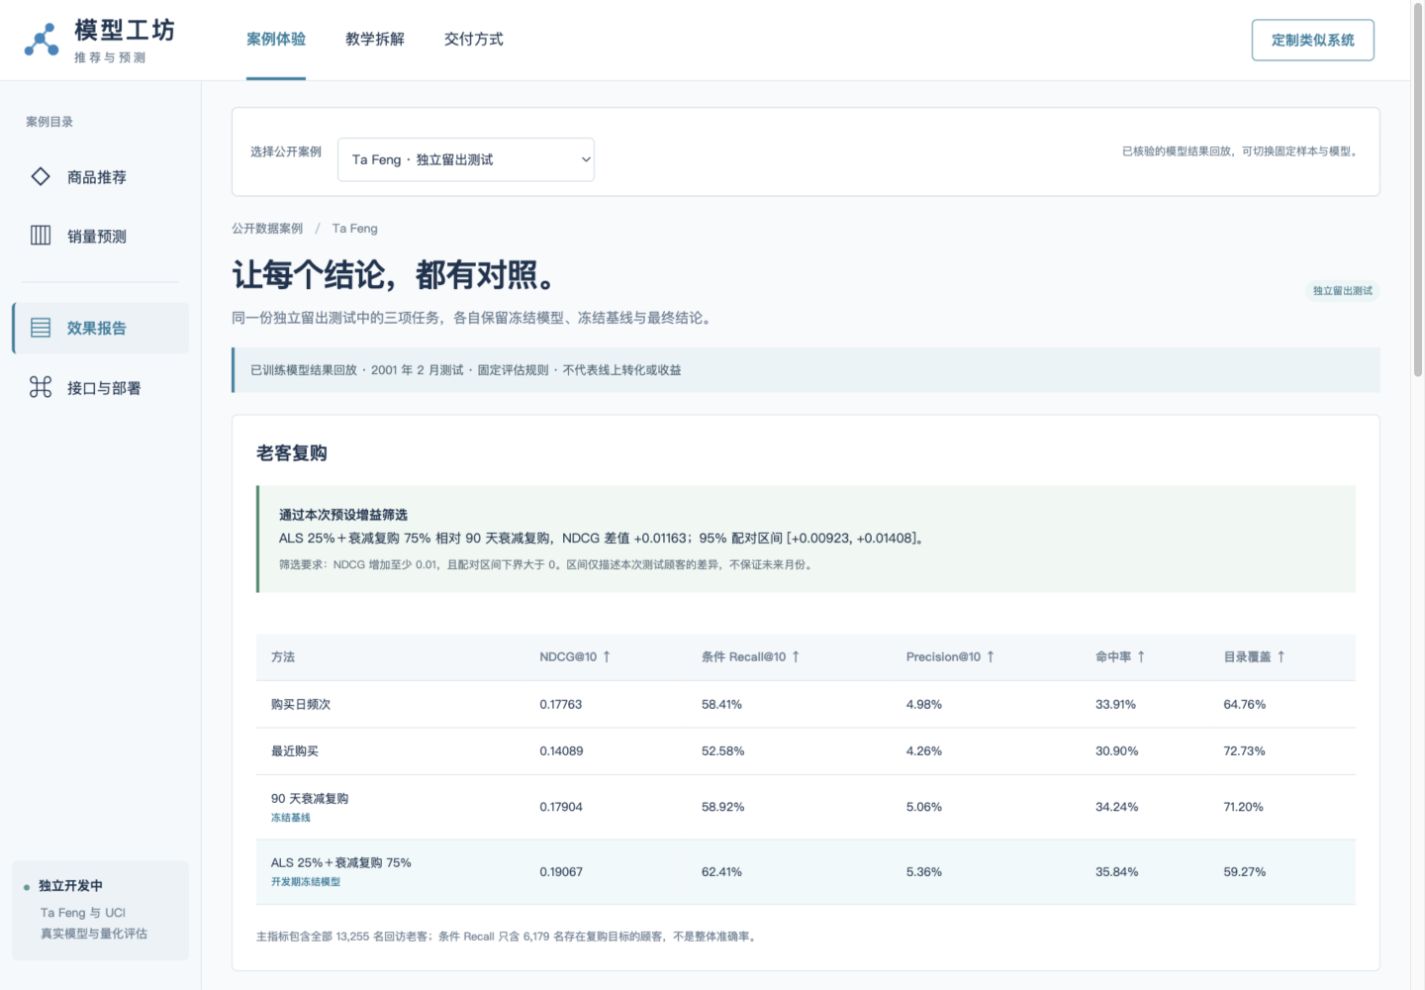 模型工坊
推荐与预测
案例体验
教学拆解
交付方式
定制类似系统
案例目录
商品推荐
销量预测
效果报告
接口与部署
独立开发中
Ta Feng 与 UCI
真实模型与量化评估
选择公开案例
Ta Feng · 独立留出测试
已核验的模型结果回放，可切换固定样本与模型。
公开数据案例 / Ta Feng
让每个结论，都有对照。
同一份独立留出测试中的三项任务，各自保留冻结模型、冻结基线与最终结论。
独立留出测试
已训练模型结果回放 · 2001 年 2 月测试 · 固定评估规则 · 不代表线上转化或收益
老客复购
通过本次预设增益筛选
ALS 25%＋衰减复购 75% 相对 90 天衰减复购，NDCG 差值 +0.01163；95% 配对区间 [+0.00923, +0.01408]。
筛选要求：NDCG 增加至少 0.01，且配对区间下界大于 0。区间仅描述本次测试顾客的差异，不保证未来月份。
方法 NDCG@10 ↑ 条件 Recall@10 ↑ Precision@10 ↑ 命中率 ↑ 目录覆盖 ↑
购买日频次 0.17763 58.41% 4.98% 33.91% 64.76%
最近购买 0.14089 52.58% 4.26% 30.90% 72.73%
90 天衰减复购 0.17904 58.92% 5.06% 34.24% 71.20%
冻结基线
ALS 25%＋衰减复购 75% 0.19067 62.41% 5.36% 35.84% 59.27%
开发期冻结模型
主指标包含全部 13,255 名回访老客；条件 Recall 只含 6,179 名存在复购目标的顾客，不是整体准确率。